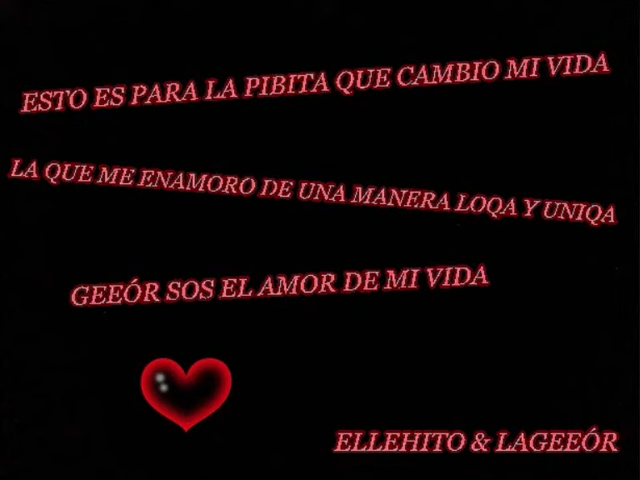 ESTO ES PARA LA PIBITA QUE CAMBIO MI VIDA
LA QUE ME ENAMORO DE UNA MANERA LOQA Y UNIQA
GEEÓR SOS EL AMOR DE MI VIDA
ELLEHITO & LAGEEÓR